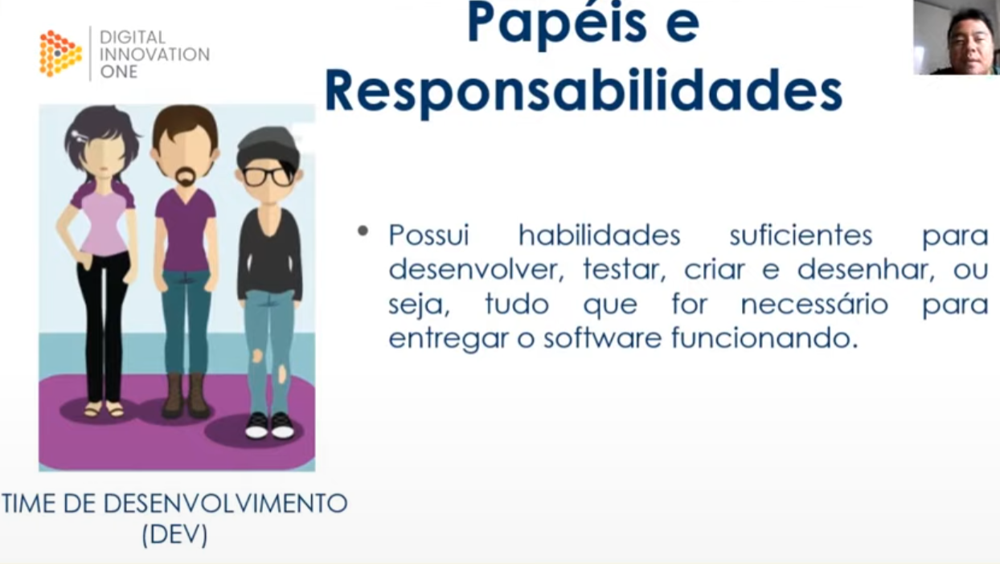 DIGITAL
INNOVATION
ONE
Papéis e
Responsabilidades
Possui habilidades suficientes para
desenvolver, testar, criar e desenhar, ou
seja, tudo que for necessário para
entregar o software funcionando.
TIME DE DESENVOLVIMENTO
(DEV)